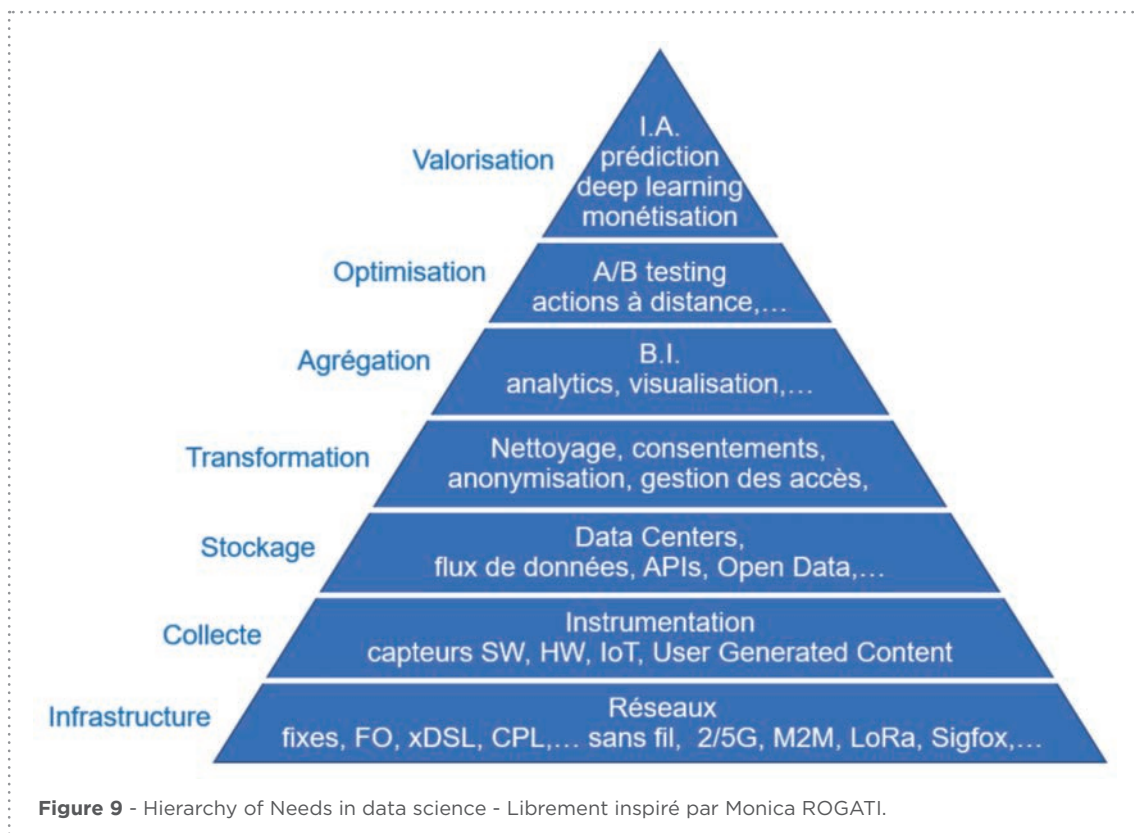 Valorisation
I.A.
prédiction
deep learning
monétisation
Optimisation
A/B testing
actions à distance,…
Agrégation
B.I.
analytics, visualisation,…
Transformation
Nettoyage, consentements,
anonymisation, gestion des accès,
Stockage
Data Centers,
flux de données, APIs, Open Data,…
Collecte
Instrumentation
capteurs SW, HW, IoT, User Generated Content
Infrastructure
Réseaux
fixes, FO, xDSL, CPL,… sans fil, 2/5G, M2M, LoRa, Sigfox,…
Figure 9 - Hierarchy of Needs in data science - Librement inspiré par Monica ROGATI.